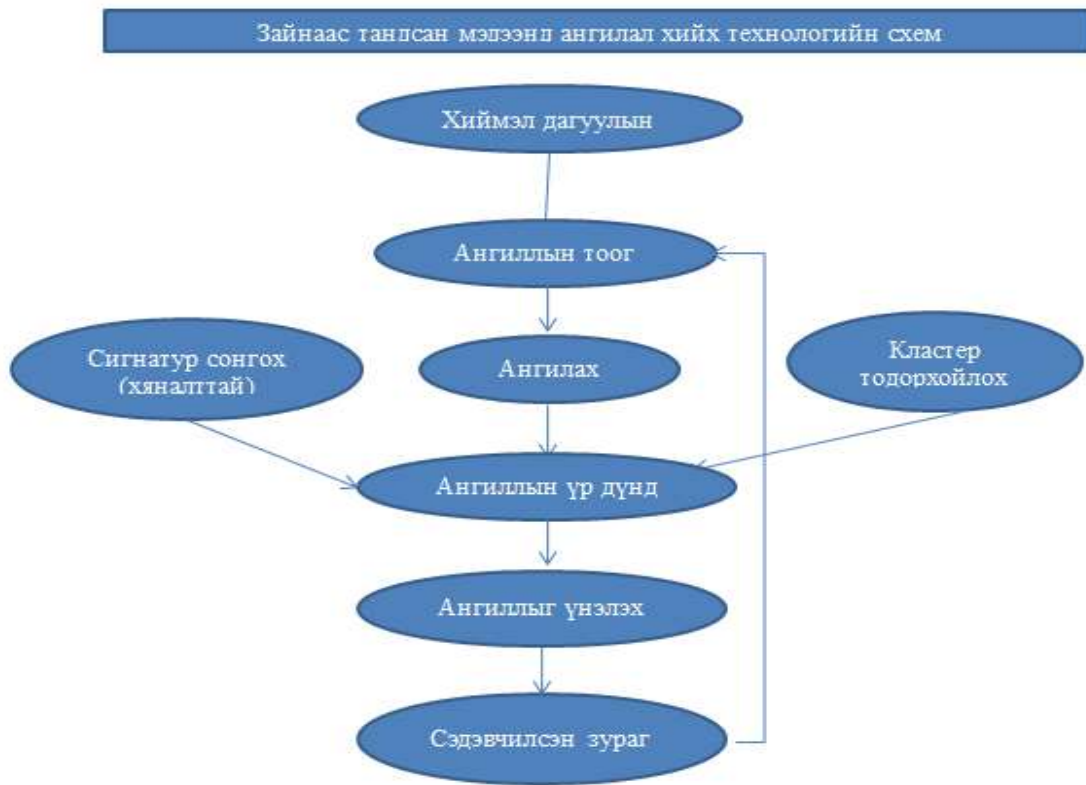 Зайнаас тандсан мэдээнд ангилал хийх технологийн схем
Хиймэл дагуулын
Ангиллын тоог
Сигнатур сонгох
(хяналттай)
Ангилах
Кластер
тодорхойлох
Ангиллын үр дүнд
Ангиллыг үнэлэх
Сэдэвчилсэн зураг